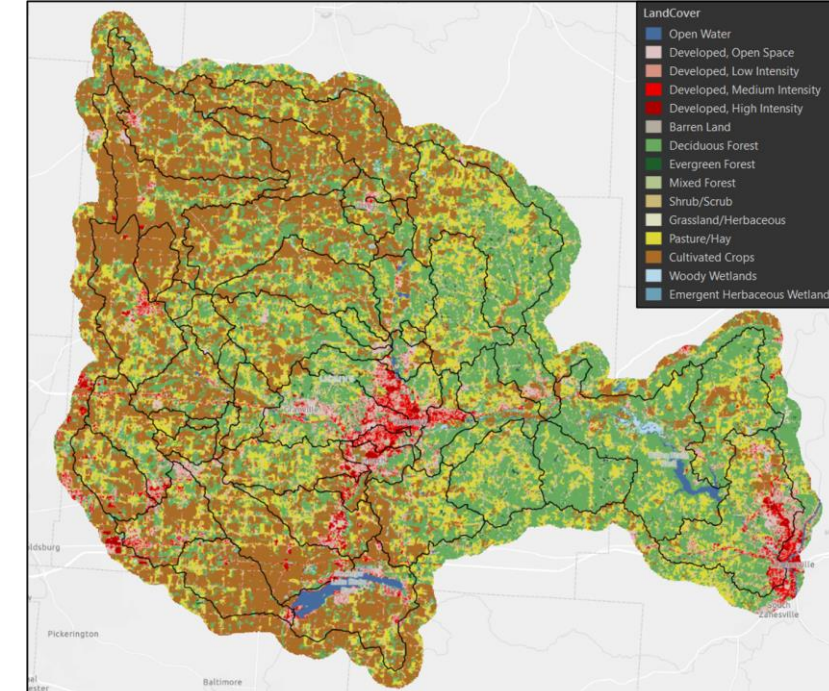 LandCover
Open Water
Developed, Open Space
Developed, Low Intensity
Developed, Medium Intensity
Developed, High Intensity
Barren Land
Deciduous Forest
Evergreen Forest
Mixed Forest
Shrub/Scrub
Grassland/Herbaceous
Pasture/Hay
Cultivated Crops
Woody Wetlands
Emergent Herbaceous Wetland
Pickerington
Baltimore
Zanesville